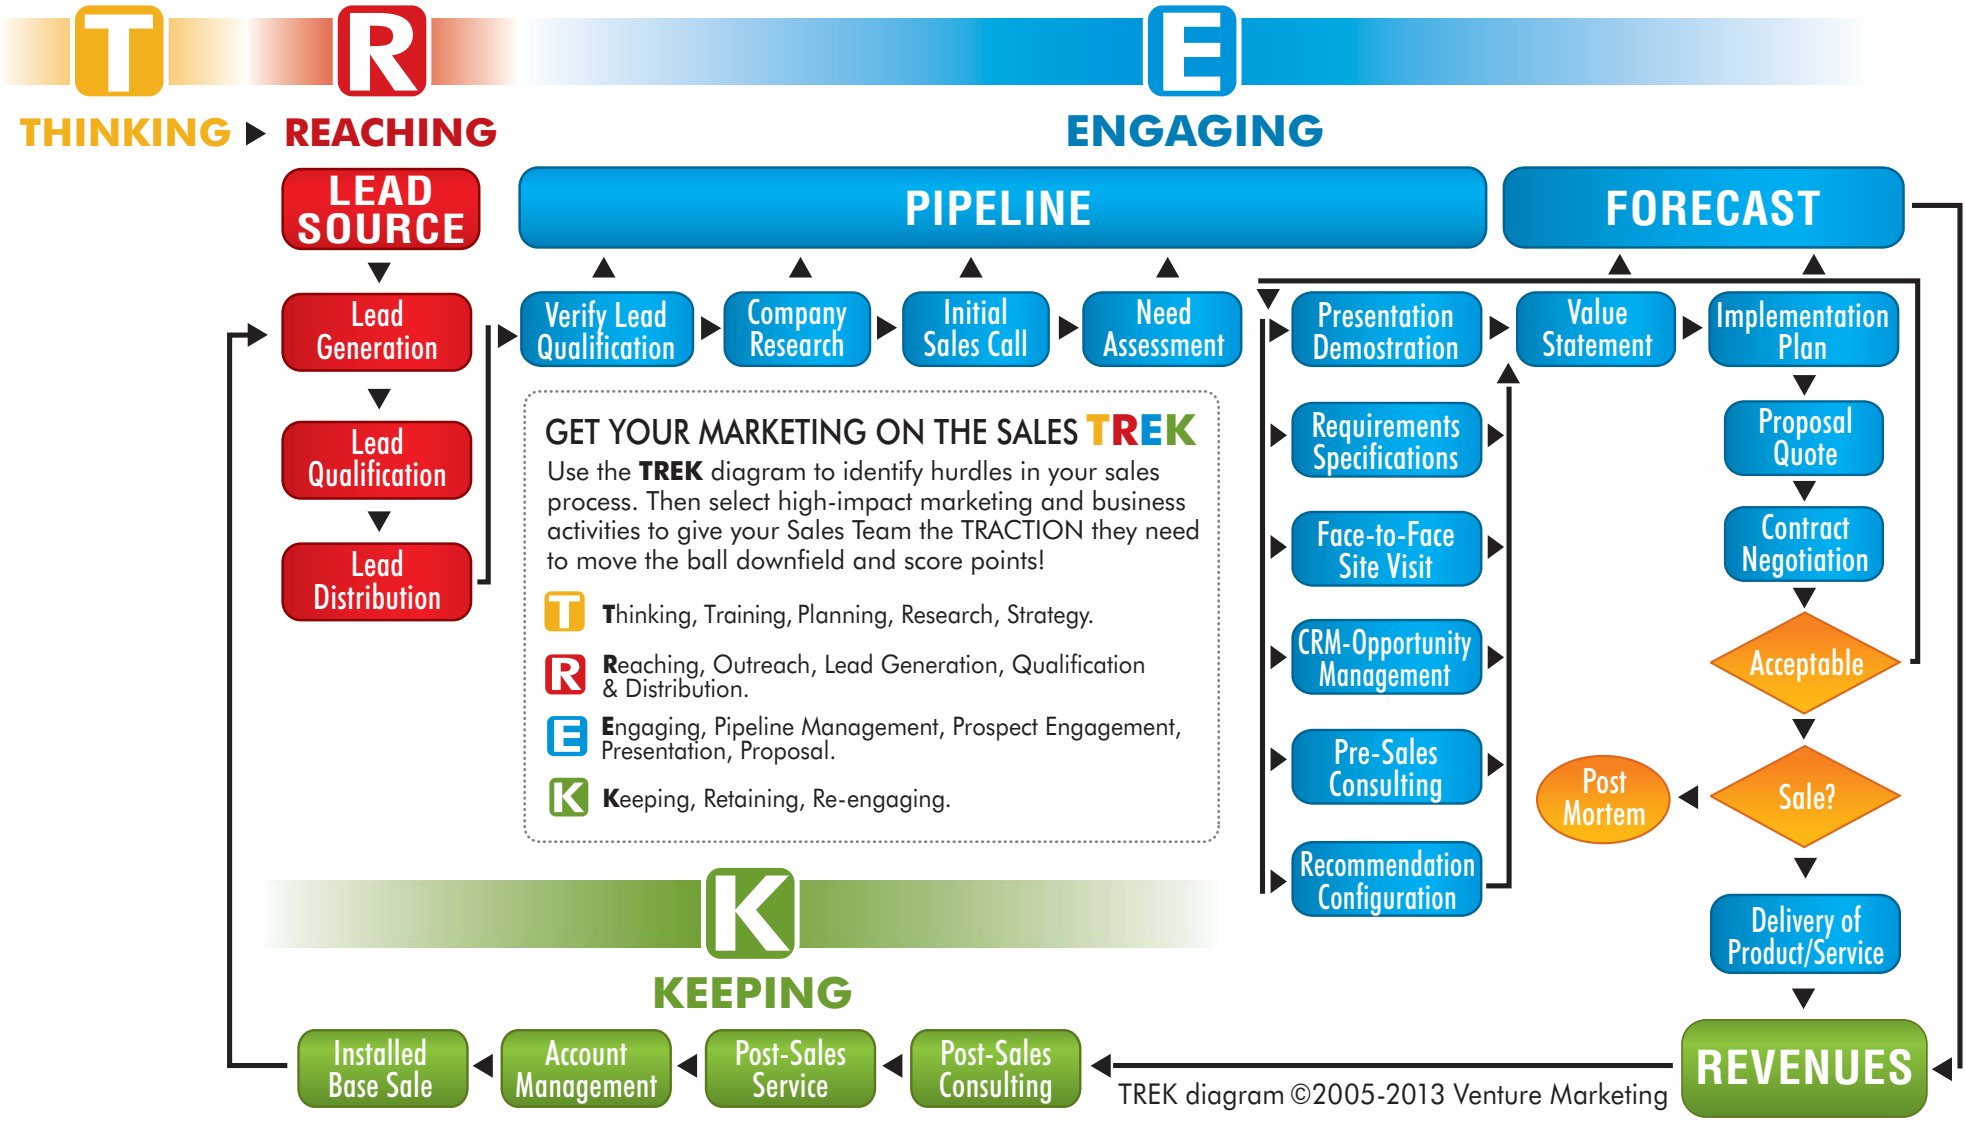 T
R
E
THINKING
REACHING
ENGAGING
LEAD
SOURCE
PIPELINE
FORECAST
Lead
Generation
Verify Lead
Qualification
Company
Research
Initial
Sales Call
Need
Assessment
Presentation
Demostration
Value
Statement
Implementation
Plan
Lead
Qualification
Lead
Distribution
GET YOUR MARKETING ON THE SALES TREK
Use the TREK diagram to identify hurdles in your sales
process. Then select high-impact marketing and business
activities to give your Sales Team the TRACTION they need
to move the ball downfield and score points!
T Thinking, Training, Planning, Research, Strategy.
R Reaching, Outreach, Lead Generation, Qualification
& Distribution.
E Engaging, Pipeline Management, Prospect Engagement,
Presentation, Proposal.
K Keeping, Retaining, Re-engaging.
Requirements
Specifications
Face-to-Face
Site Visit
CRM-Opportunity
Management
Pre-Sales
Consulting
Recommendation
Configuration
Proposal
Quote
Contract
Negotiation
Acceptable
Sale?
Post
Mortem
Delivery of
Product/Service
K
KEEPING
Installed
Base Sale
Account
Management
Post-Sales
Service
Post-Sales
Consulting
REVENUES
TREK diagram ©2005-2013 Venture Marketing